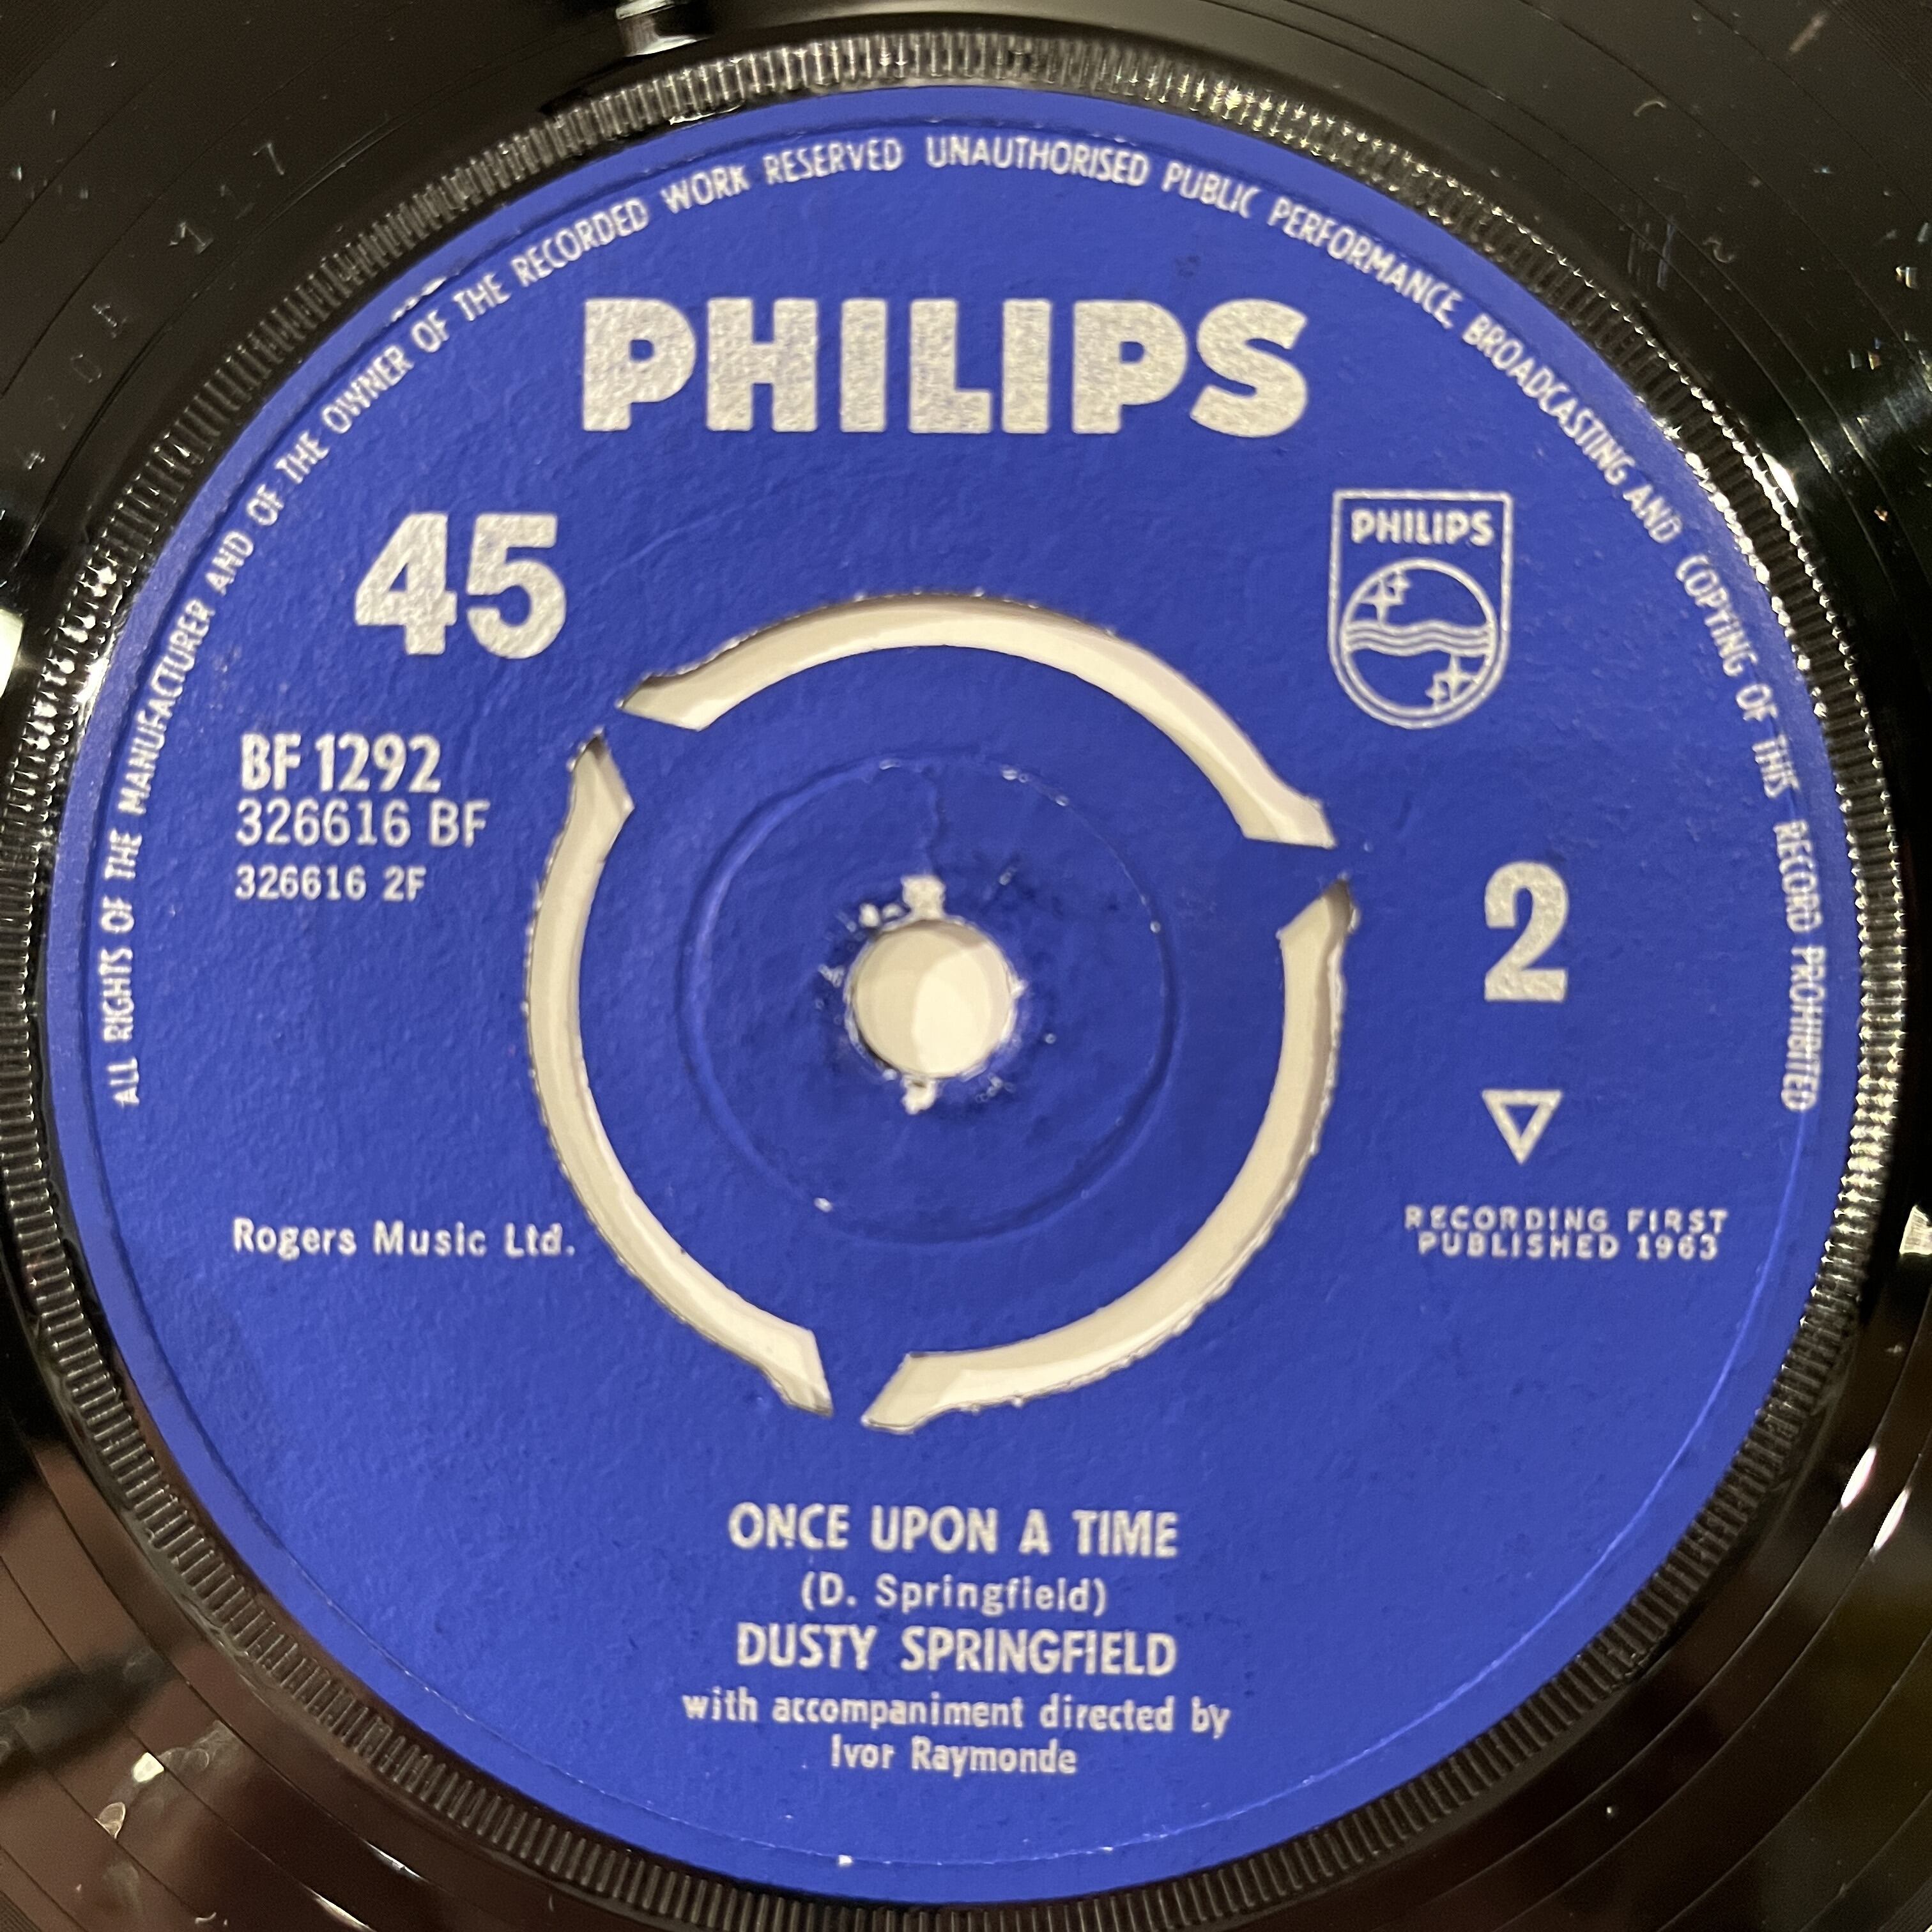 ALL RIGHTS OF THE MANUFACTURER AND OF THE OWNER OF THE RECORDED WORK RESERVED UNAUTHORISED PUBLIC PERFORMANCE, BROADCASTING AND COPYING OF THIS RECORD PROHIBITED
PHILIPS
45
PHILIPS
BF 1292
326616 BF
326616 2F
2
Rogers Music Ltd.
RECORDING FIRST
PUBLISHED 1963
ONCE UPON A TIME
(D. Springfield)
DUSTY SPRINGFIELD
with accompaniment directed by
Ivor Raymonde